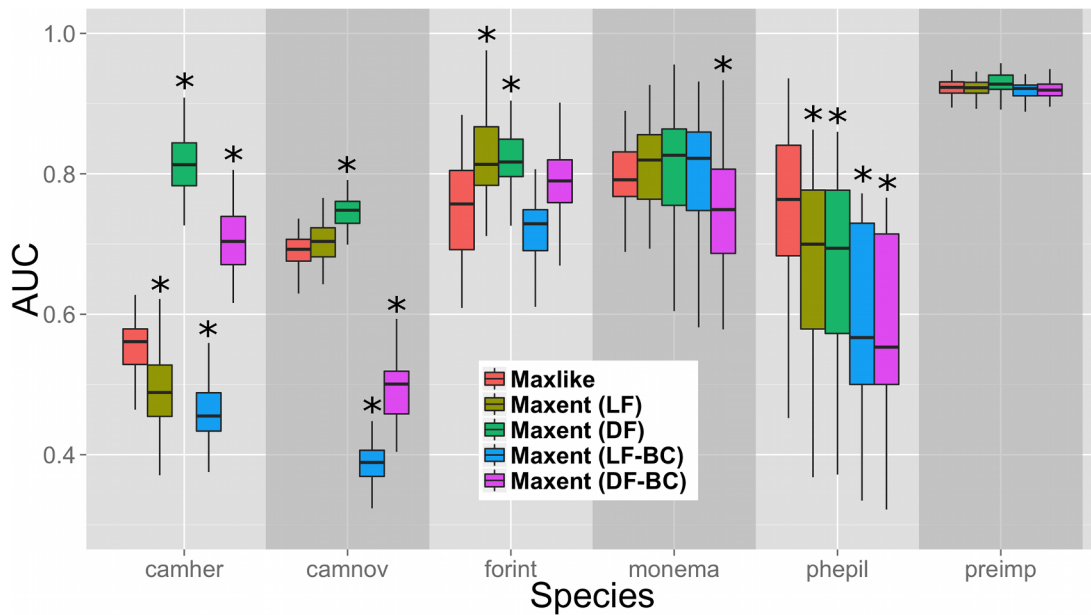 AUC
1.0
0.8
0.6
0.4
*
*
*
*
*
*
*
*
*
*
*
*
*
*
Maxlike
Maxent (LF)
Maxent (DF)
Maxent (LF-BC)
Maxent (DF-BC)
camher
camnov
forint
monema
phepil
preimp
Species